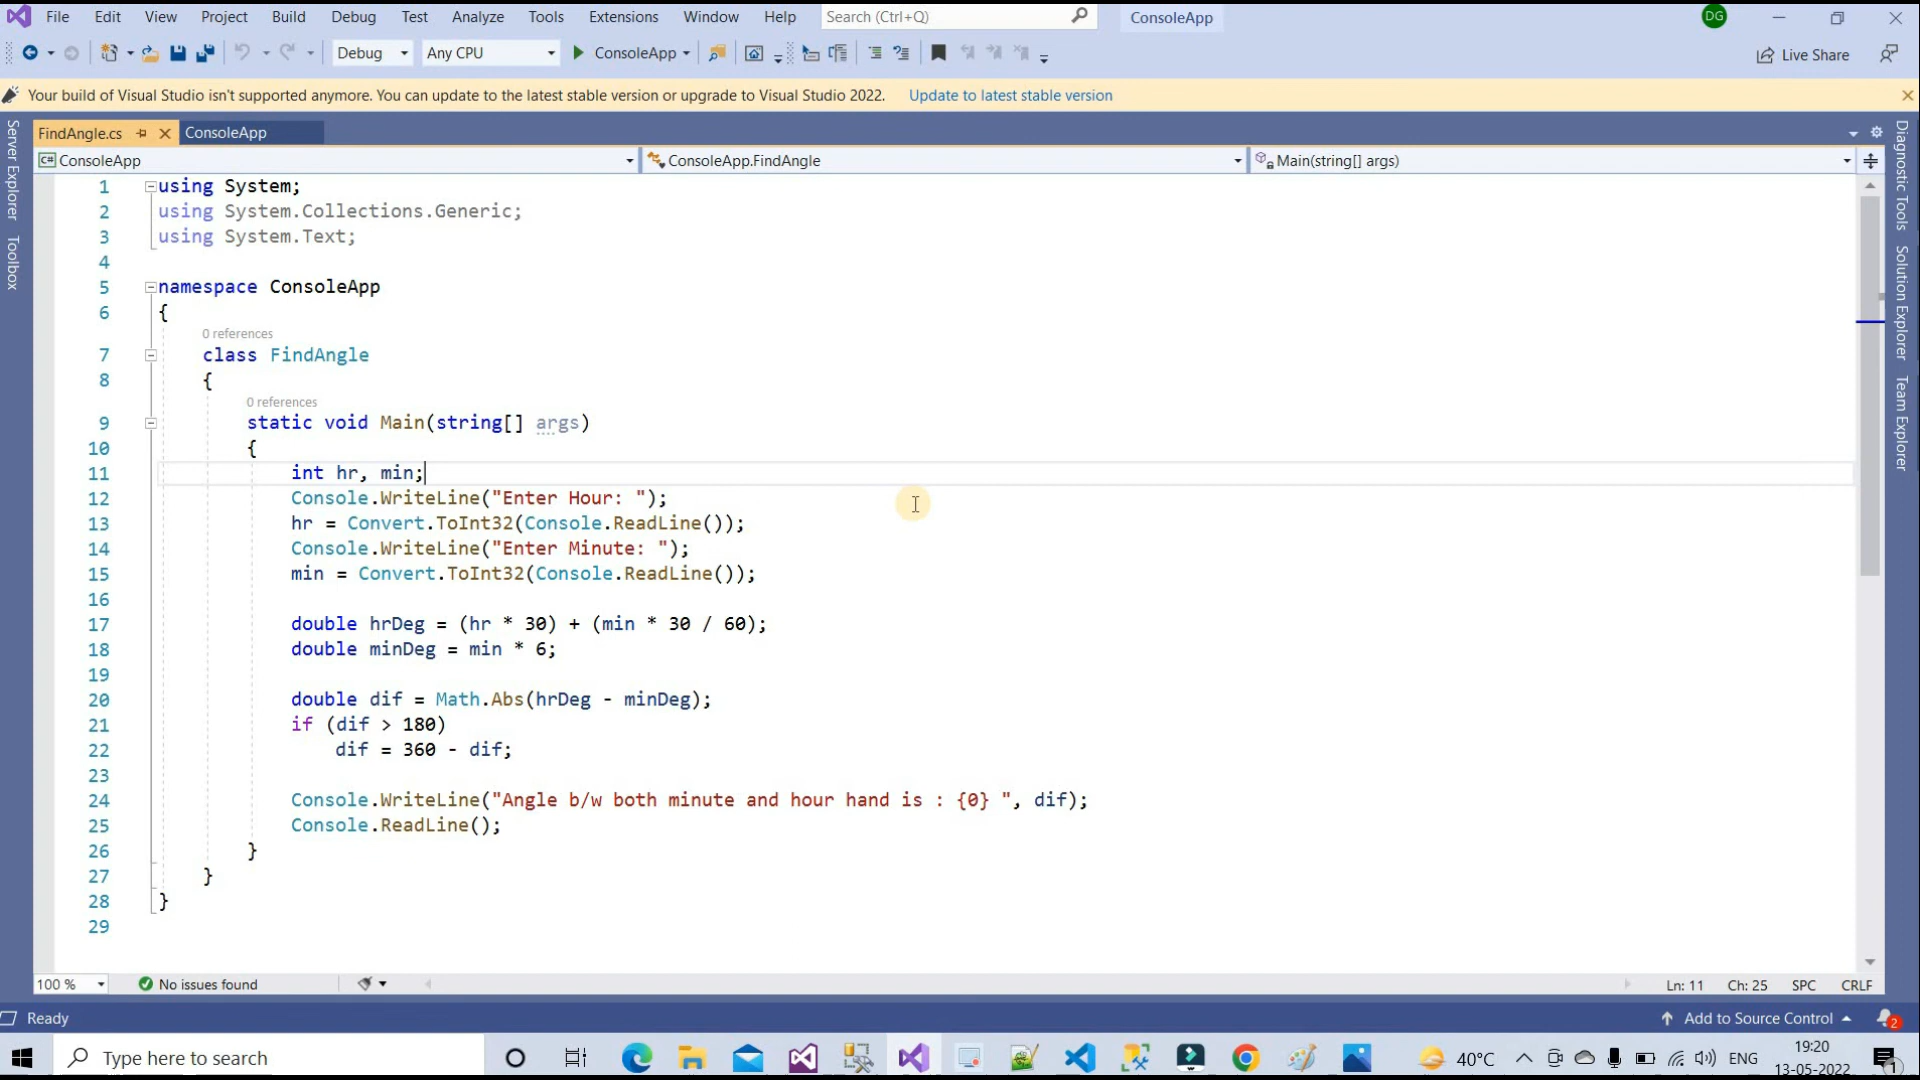 File Edit View Project Build Debug Test Analyze Tools Extensions Window Help Search (Ctrl+Q) ConsoleApp DG
Debug Any CPU ConsoleApp Live Share
Your build of Visual Studio isn't supported anymore. You can update to the latest stable version or upgrade to Visual Studio 2022. Update to latest stable version
FindAngle.cs ConsoleApp
C# ConsoleApp ConsoleApp.FindAngle Main(string[] args)
Server Explorer
Toolbox
Diagnostic Tools
Solution Explorer
Team Explorer
1 using System;
2 using System.Collections.Generic;
3 using System.Text;
4
5 namespace ConsoleApp
6 {
0 references
7 class FindAngle
8 {
0 references
9 static void Main(string[] args)
10 {
11 int hr, min;
12 Console.WriteLine("Enter Hour: ");
13 hr = Convert.ToInt32(Console.ReadLine());
14 Console.WriteLine("Enter Minute: ");
15 min = Convert.ToInt32(Console.ReadLine());
16
17 double hrDeg = (hr * 30) + (min * 30 / 60);
18 double minDeg = min * 6;
19
20 double dif = Math.Abs(hrDeg - minDeg);
21 if (dif > 180)
22 dif = 360 - dif;
23
24 Console.WriteLine("Angle b/w both minute and hour hand is : {0} ", dif);
25 Console.ReadLine();
26 }
27 }
28 }
29
100 % No issues found Ln: 11 Ch: 25 SPC CRLF
Ready Add to Source Control 2
Type here to search 40°C ENG 19:20
13-05-2022 1